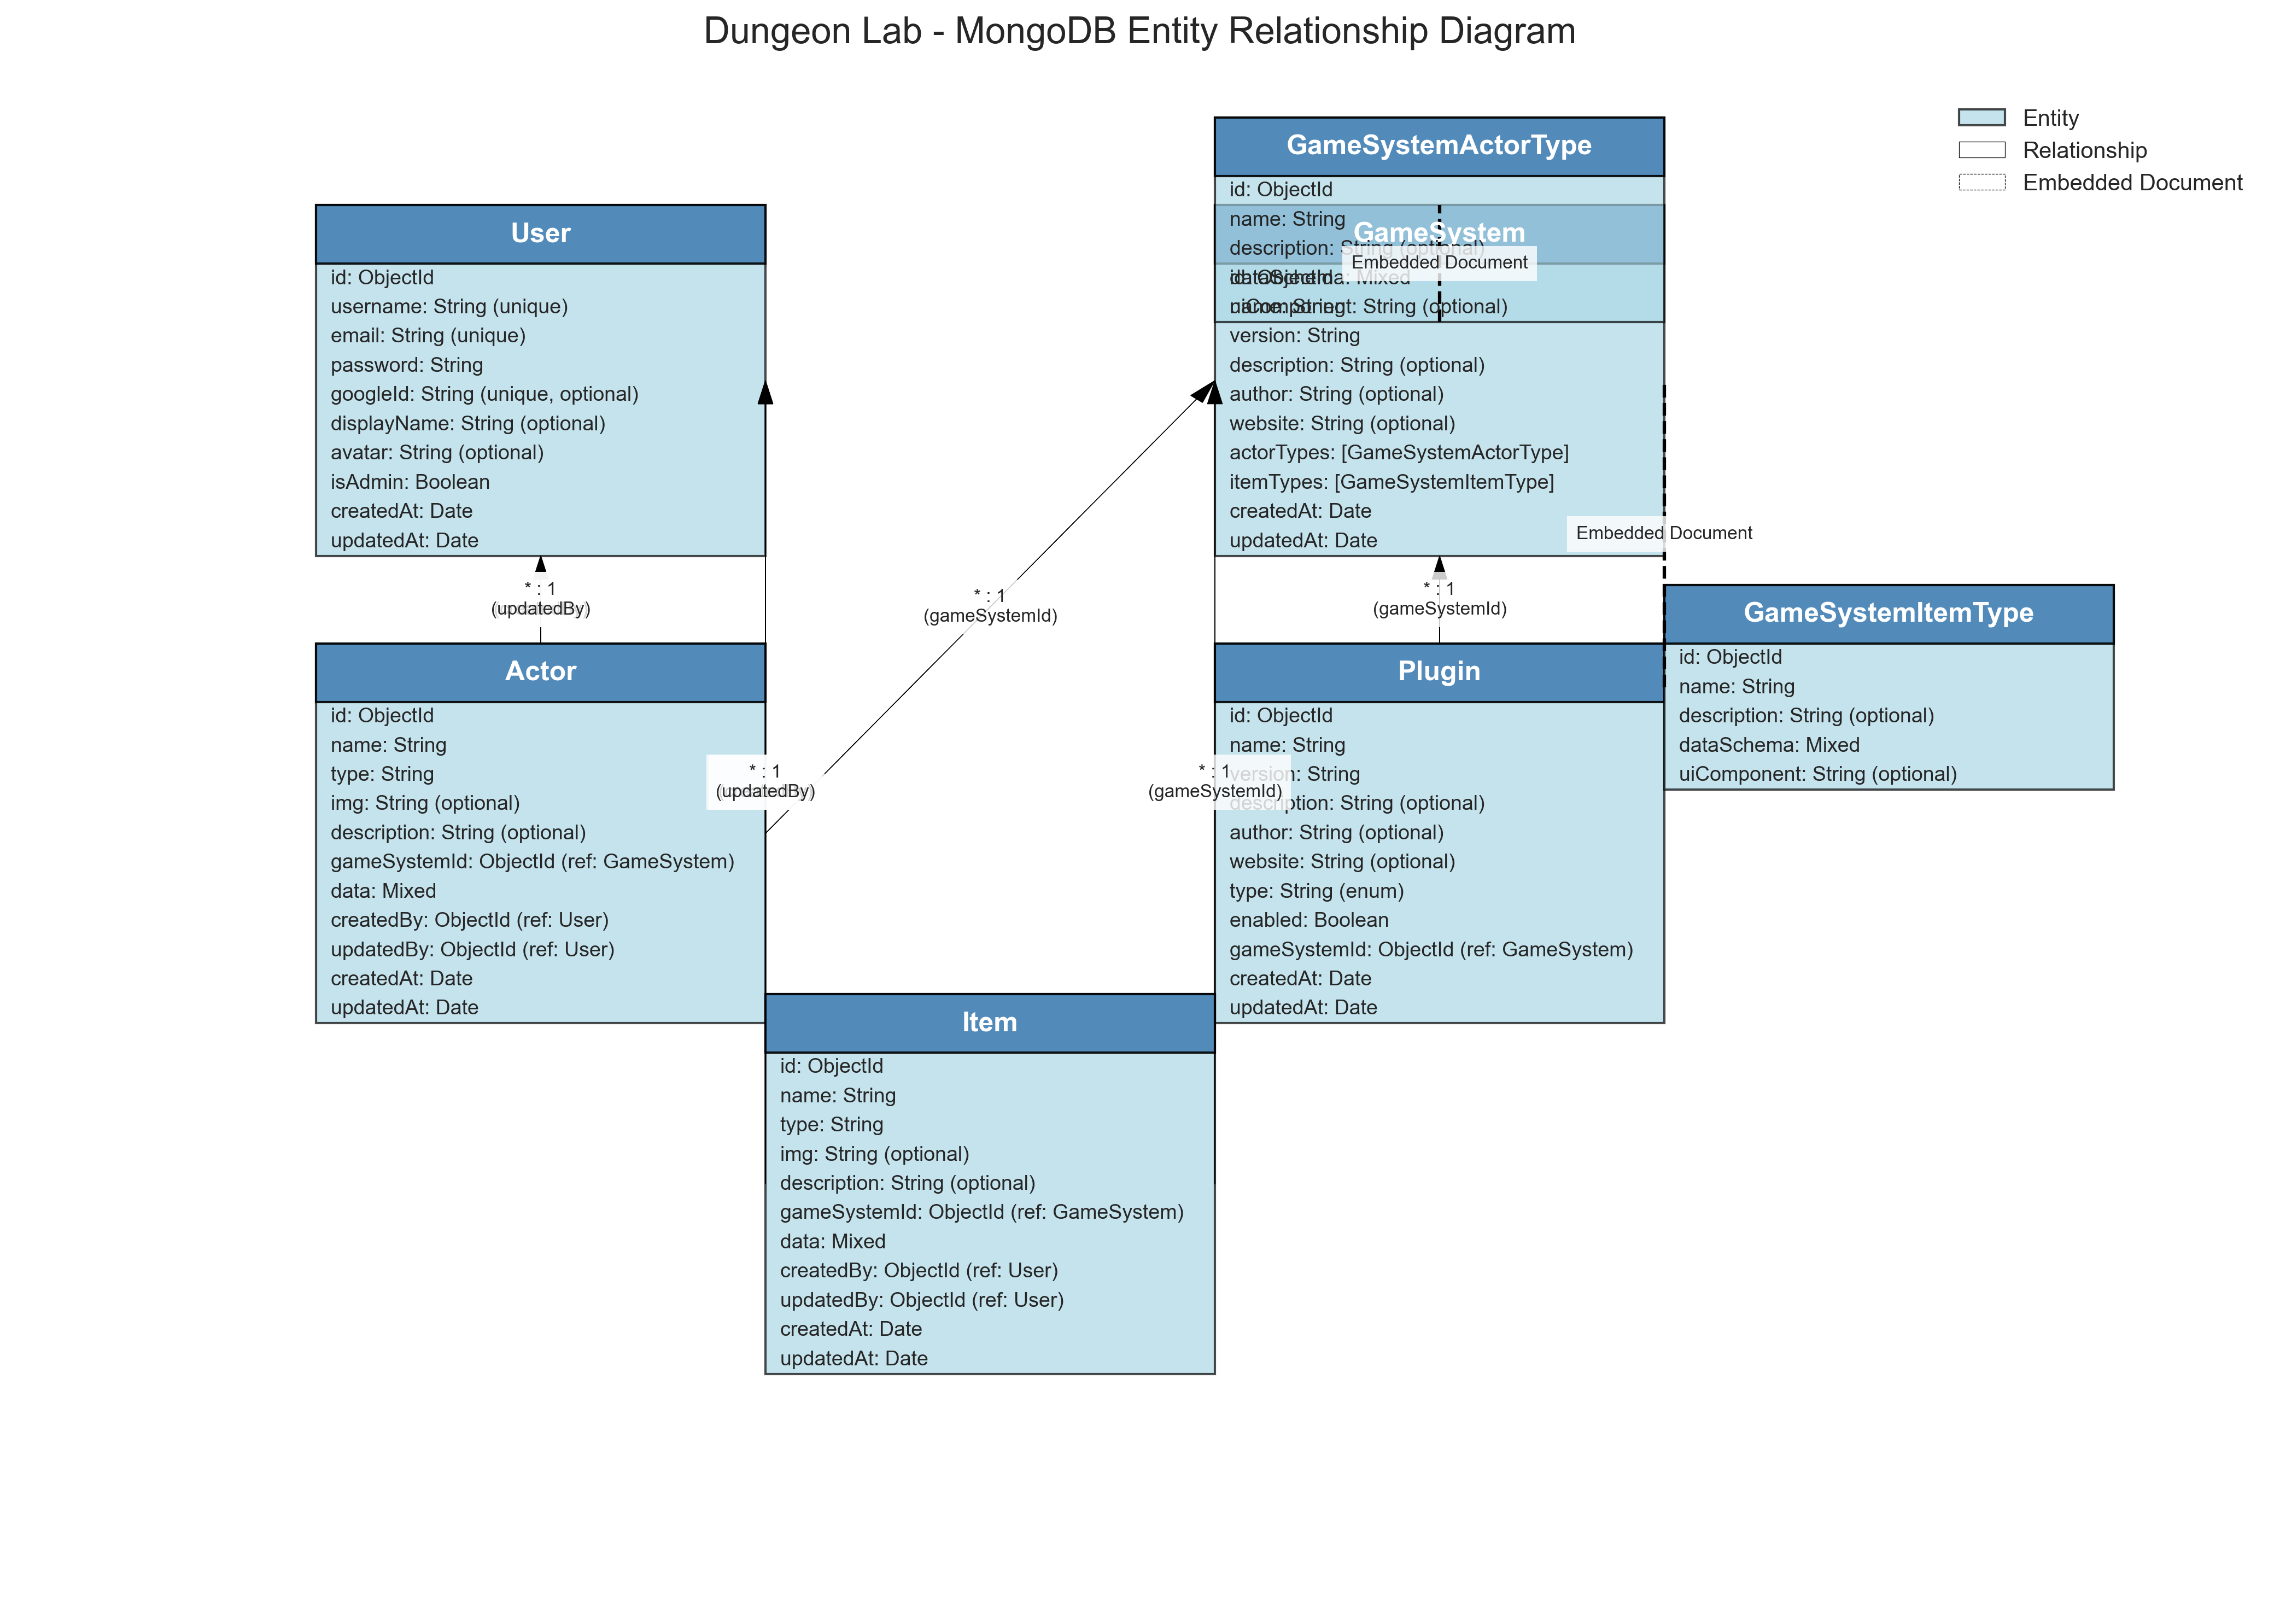 Dungeon Lab - MongoDB Entity Relationship Diagram
Entity
Relationship
Embedded Document
GameSystemActorType
id: ObjectId
name: String
description: String (optional)
dataSchema: Mixed
uiComponent: String (optional)
User
id: ObjectId
username: String (unique)
email: String (unique)
password: String
googleId: String (unique, optional)
displayName: String (optional)
avatar: String (optional)
isAdmin: Boolean
createdAt: Date
updatedAt: Date
GameSystem
Embedded Document
id: ObjectId
name: String
version: String
description: String (optional)
author: String (optional)
website: String (optional)
actorTypes: [GameSystemActorType]
itemTypes: [GameSystemItemType]
createdAt: Date
updatedAt: Date
Embedded Document
* : 1
(updatedBy)
* : 1
(gameSystemId)
* : 1
(gameSystemId)
GameSystemItemType
id: ObjectId
name: String
description: String (optional)
dataSchema: Mixed
uiComponent: String (optional)
Actor
id: ObjectId
name: String
type: String
img: String (optional)
description: String (optional)
gameSystemId: ObjectId (ref: GameSystem)
data: Mixed
createdBy: ObjectId (ref: User)
updatedBy: ObjectId (ref: User)
createdAt: Date
updatedAt: Date
* : 1
(updatedBy)
* : 1
(gameSystemId)
Plugin
id: ObjectId
name: String
version: String
description: String (optional)
author: String (optional)
website: String (optional)
type: String (enum)
enabled: Boolean
gameSystemId: ObjectId (ref: GameSystem)
createdAt: Date
updatedAt: Date
Item
id: ObjectId
name: String
type: String
img: String (optional)
description: String (optional)
gameSystemId: ObjectId (ref: GameSystem)
data: Mixed
createdBy: ObjectId (ref: User)
updatedBy: ObjectId (ref: User)
createdAt: Date
updatedAt: Date